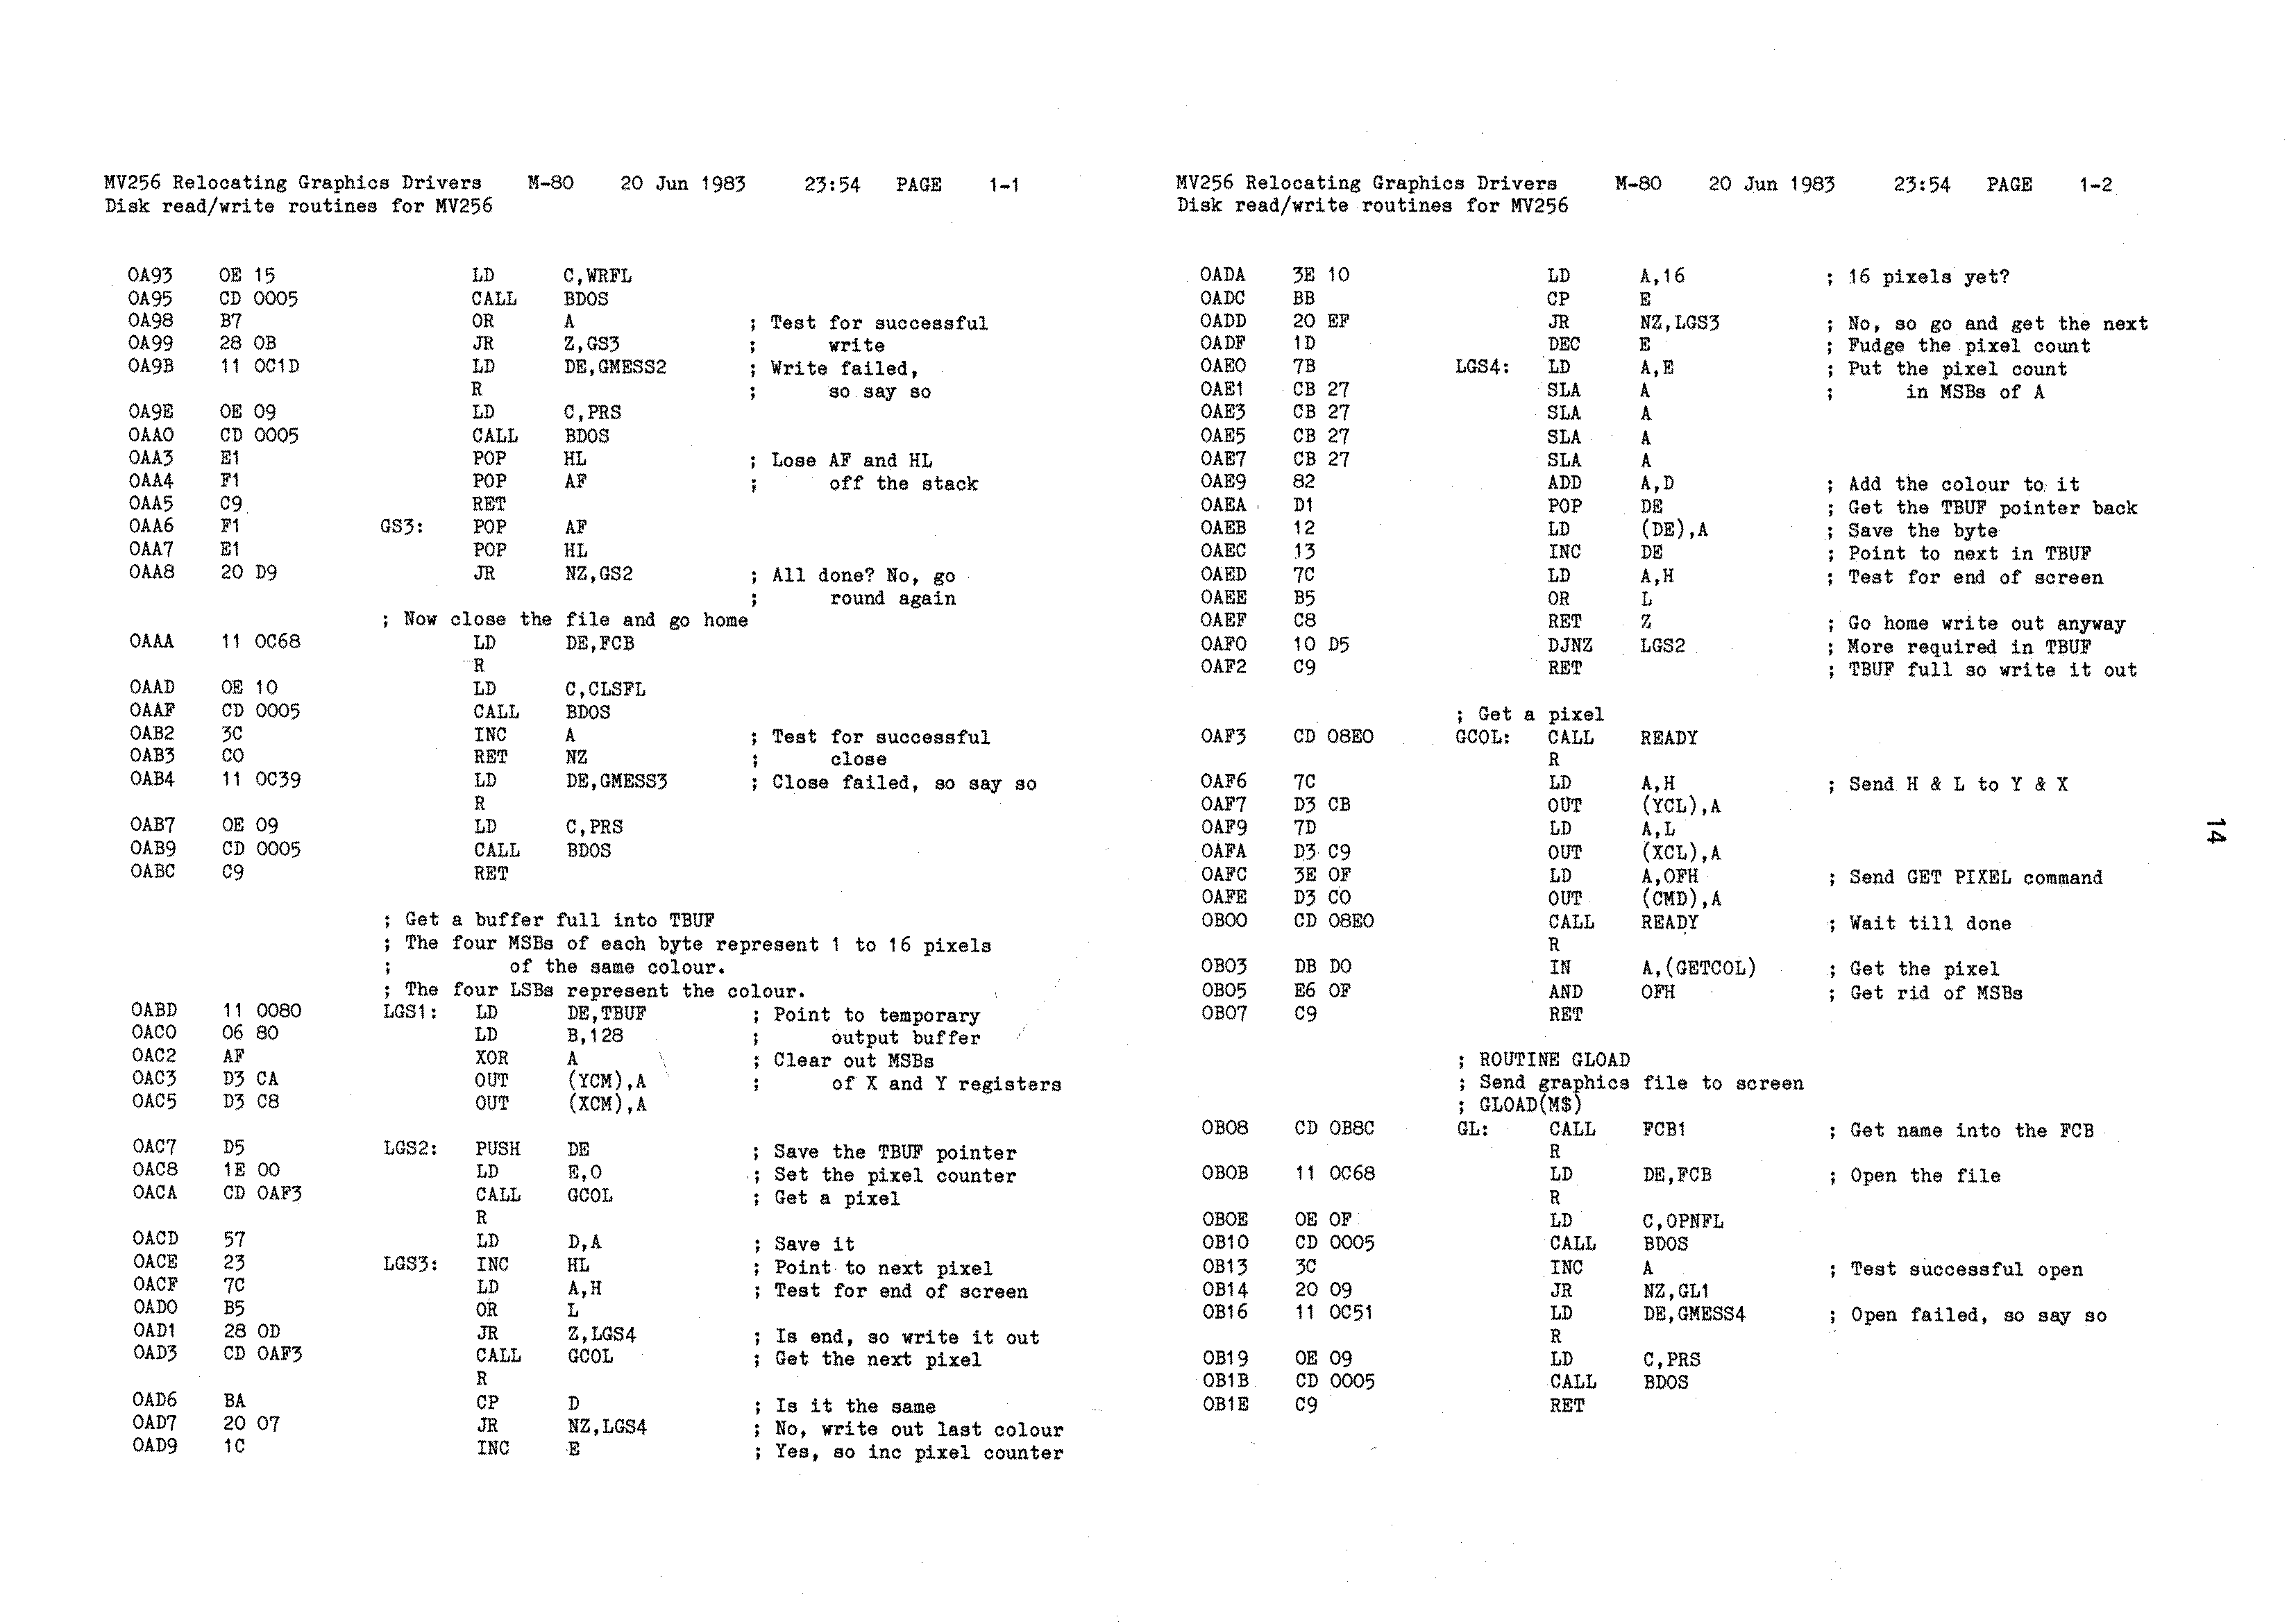 MV256 Relocating Graphics Drivers    M-80    20 Jun 1983    23:54   PAGE    1-1
Disk read/write routines for MV256
0A93    0E 15    LD    C,WRFL
0A95    CD 0005    CALL    BDOS
0A98    B7    OR    A    ; Test for successful
0A99    28 0B    JR    Z,GS3    ;      write
0A9B    11 0C1D    LD    DE,GMESS2    ; Write failed,
R    ;      so say so
0A9E    0E 09    LD    C,PRS
0AA0    CD 0005    CALL    BDOS
0AA3    E1    POP    HL    ; Lose AF and HL
0AA4    F1    POP    AF    ;      off the stack
0AA5    C9    RET
0AA6    F1    GS3:    POP    AF
0AA7    E1    POP    HL
0AA8    20 D9    JR    NZ,GS2    ; All done? No, go
;      round again
; Now close the file and go home
0AAA    11 0C68    LD    DE,FCB
R
0AAD    0E 10    LD    C,CLSFL
0AAF    CD 0005    CALL    BDOS
0AB2    3C    INC    A    ; Test for successful
0AB3    C0    RET    NZ    ;      close
0AB4    11 0C39    LD    DE,GMESS3    ; Close failed, so say so
R
0AB7    0E 09    LD    C,PRS
0AB9    CD 0005    CALL    BDOS
0ABC    C9    RET
; Get a buffer full into TBUF
; The four MSBs of each byte represent 1 to 16 pixels
;          of the same colour.
; The four LSBs represent the colour.
0ABD    11 0080    LGS1:    LD    DE,TBUF    ; Point to temporary
0AC0    06 80    LD    B,128    ;      output buffer
0AC2    AF    XOR    A    ; Clear out MSBs
0AC3    D3 CA    OUT    (YCM),A    ;      of X and Y registers
0AC5    D3 C8    OUT    (XCM),A
0AC7    D5    LGS2:    PUSH    DE    ; Save the TBUF pointer
0AC8    1E 00    LD    E,0    ; Set the pixel counter
0ACA    CD 0AF3    CALL    GCOL    ; Get a pixel
R
0ACD    57    LD    D,A    ; Save it
0ACE    23    LGS3:    INC    HL    ; Point to next pixel
0ACF    7C    LD    A,H    ; Test for end of screen
0AD0    B5    OR    L
0AD1    28 0D    JR    Z,LGS4    ; Is end, so write it out
0AD3    CD 0AF3    CALL    GCOL    ; Get the next pixel
R
0AD6    BA    CP    D    ; Is it the same
0AD7    20 07    JR    NZ,LGS4    ; No, write out last colour
0AD9    1C    INC    E    ; Yes, so inc pixel counter
MV256 Relocating Graphics Drivers    M-80    20 Jun 1983    23:54   PAGE    1-2
Disk read/write routines for MV256
0ADA    3E 10    LD    A,16    ; 16 pixels yet?
0ADC    BB    CP    E
0ADD    20 EF    JR    NZ,LGS3    ; No, so go and get the next
0ADF    1D    DEC    E    ; Fudge the pixel count
0AE0    7B    LGS4:    LD    A,E    ; Put the pixel count
0AE1    CB 27    SLA    A    ;      in MSBs of A
0AE3    CB 27    SLA    A
0AE5    CB 27    SLA    A
0AE7    CB 27    SLA    A
0AE9    82    ADD    A,D    ; Add the colour to it
0AEA    D1    POP    DE    ; Get the TBUF pointer back
0AEB    12    LD    (DE),A    ; Save the byte
0AEC    13    INC    DE    ; Point to next in TBUF
0AED    7C    LD    A,H    ; Test for end of screen
0AEE    B5    OR    L
0AEF    C8    RET    Z    ; Go home write out anyway
0AF0    10 D5    DJNZ    LGS2    ; More required in TBUF
0AF2    C9    RET    ; TBUF full so write it out
; Get a pixel
0AF3    CD 08E0    GCOL:    CALL    READY
R
0AF6    7C    LD    A,H    ; Send H & L to Y & X
0AF7    D3 CB    OUT    (YCL),A
0AF9    7D    LD    A,L
0AFA    D3 C9    OUT    (XCL),A
0AFC    3E 0F    LD    A,0FH    ; Send GET PIXEL command
0AFE    D3 C0    OUT    (CMD),A
0B00    CD 08E0    CALL    READY    ; Wait till done
R
0B03    DB D0    IN    A,(GETCOL)    ; Get the pixel
0B05    E6 0F    AND    0FH    ; Get rid of MSBs
0B07    C9    RET
; ROUTINE GLOAD
; Send graphics file to screen
; GLOAD(M$)
0B08    CD 0B8C    GL:    CALL    FCB1    ; Get name into the FCB
R
0B0B    11 0C68    LD    DE,FCB    ; Open the file
R
0B0E    0E 0F    LD    C,OPNFL
0B10    CD 0005    CALL    BDOS
0B13    3C    INC    A    ; Test successful open
0B14    20 09    JR    NZ,GL1
0B16    11 0C51    LD    DE,GMESS4    ; Open failed, so say so
R
0B19    0E 09    LD    C,PRS
0B1B    CD 0005    CALL    BDOS
0B1E    C9    RET
14